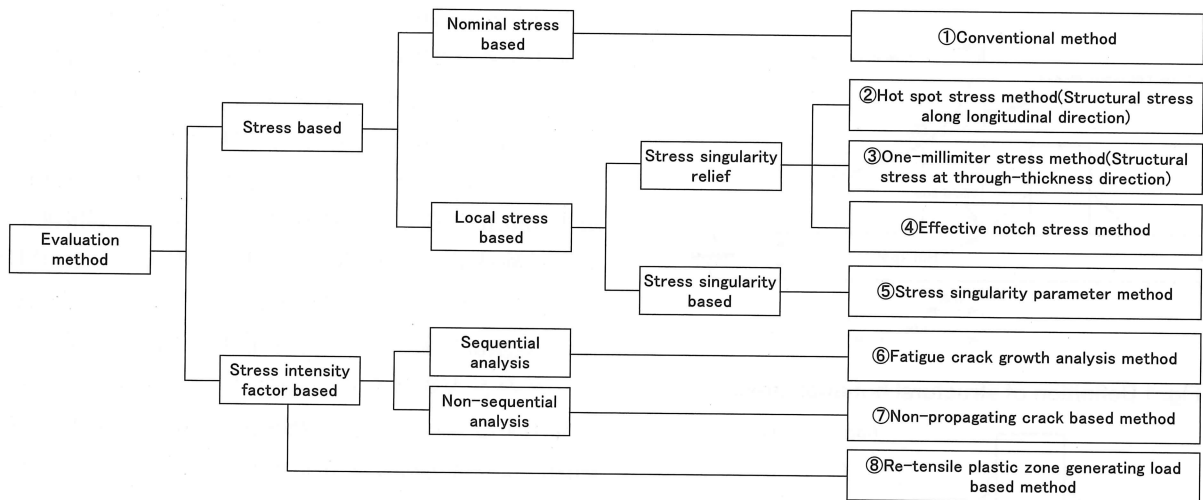 Nominal stress
based
①Conventional method
②Hot spot stress method(Structural stress
along longitudinal direction)
Stress based
Stress singularity
relief
③One-millimiter stress method(Structural
stress at through-thickness direction)
Local stress
based
④Effective notch stress method
Evaluation
method
Stress singularity
based
⑤Stress singularity parameter method
Sequential
analysis
⑥Fatigue crack growth analysis method
Stress intensity
factor based
Non-sequential
analysis
⑦Non-propagating crack based method
⑧Re-tensile plastic zone generating load
based method